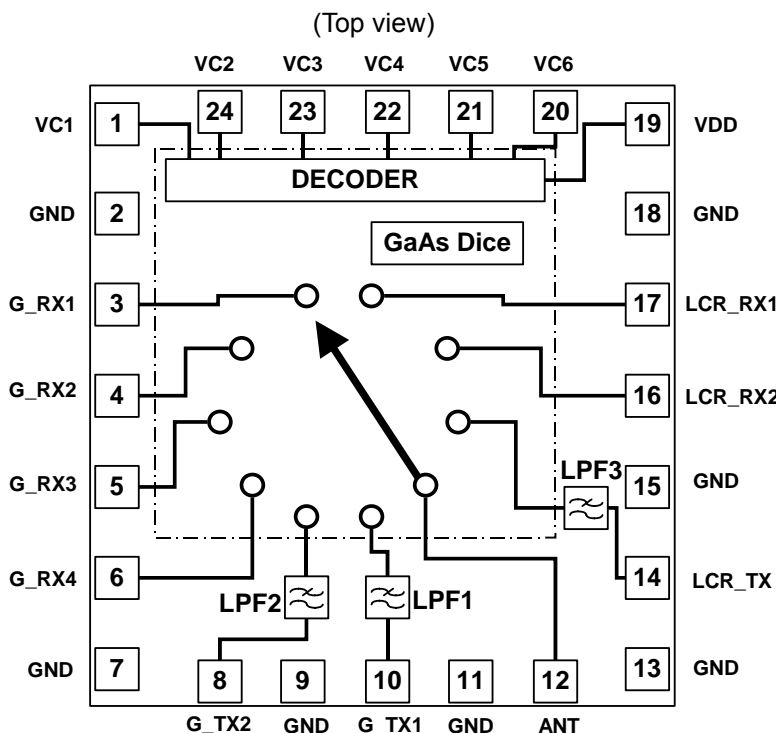 (Top view)
VC2 VC3 VC4 VC5 VC6
VC1 1 24 23 22 21 20 19 VDD
DECODER
GND 2 18 GND
GaAs Dice
G_RX1 3 17 LCR_RX1
G_RX2 4 16 LCR_RX2
G_RX3 5 LPF3 15 GND
G_RX4 6 LPF2 LPF1 14 LCR_TX
GND 7 8 9 10 11 12 13 GND
G_TX2 GND G_TX1 GND ANT